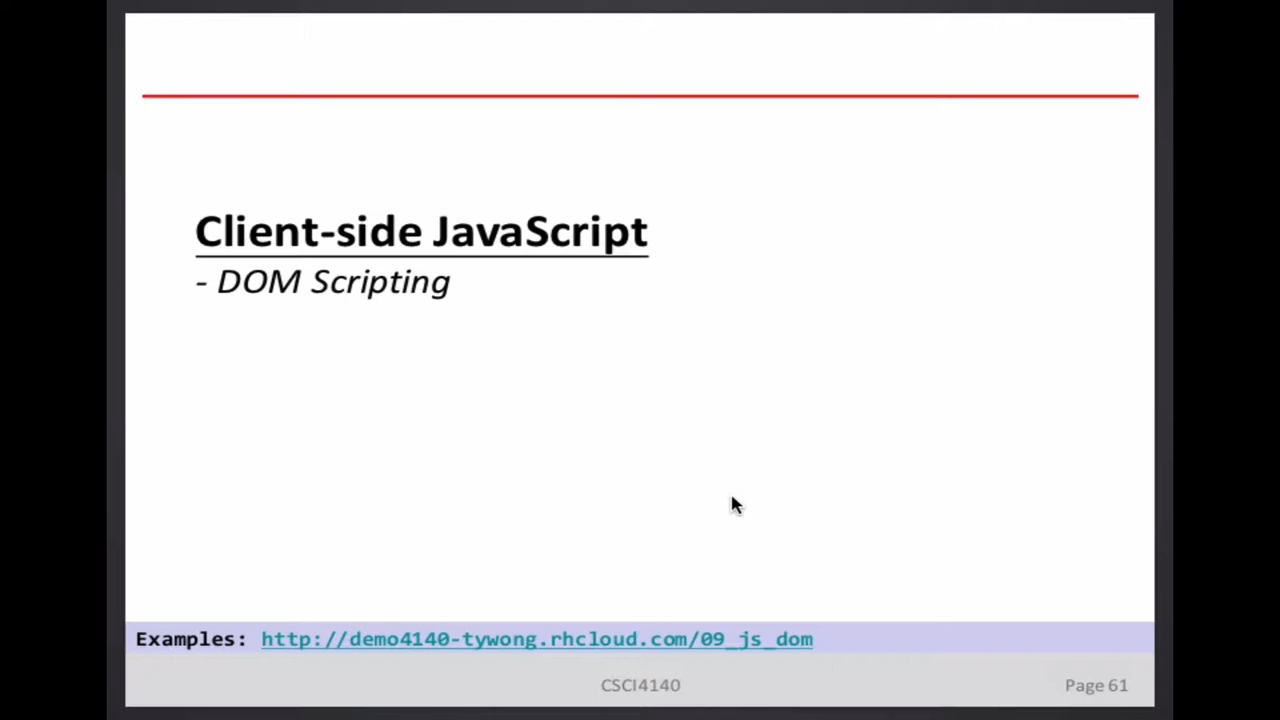 Client-side JavaScript
- DOM Scripting
Examples: http://demo4140-tywong.rhcloud.com/09_js_dom
CSCI4140
Page 61